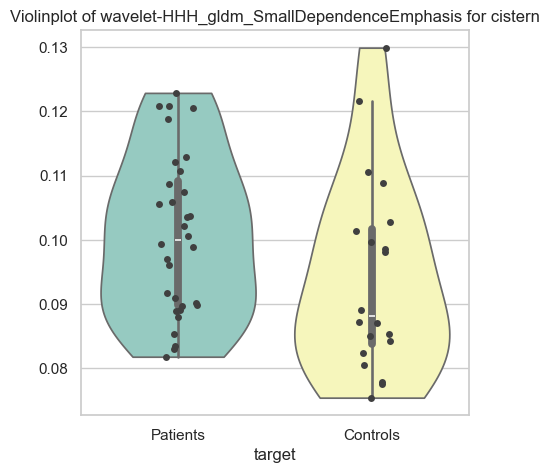 Violinplot of wavelet-HHH_gldm_SmallDependenceEmphasis for cistern
0.13
0.12
0.11
0.10
0.09
0.08
Patients
Controls
target